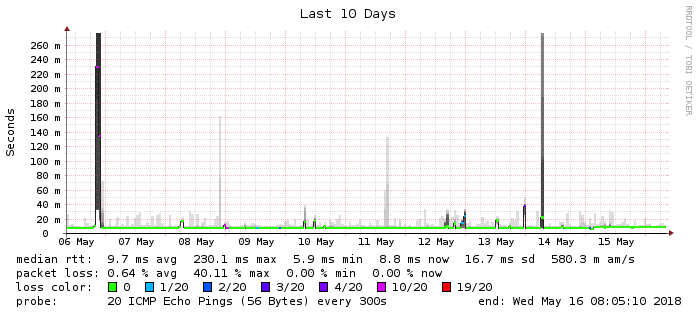 Last 10 Days
RRDTOOL / TOBI OETIKER
Seconds
260 m
240 m
220 m
200 m
180 m
160 m
140 m
120 m
100 m
80 m
60 m
40 m
20 m
0
06 May 07 May 08 May 09 May 10 May 11 May 12 May 13 May 14 May 15 May
median rtt: 9.7 ms avg 230.1 ms max 5.9 ms min 8.8 ms now 16.7 ms sd 580.3 m am/s
packet loss: 0.64 % avg 40.11 % max 0.00 % min 0.00 % now
loss color: 0 1/20 2/20 3/20 4/20 10/20 19/20
probe: 20 ICMP Echo Pings (56 Bytes) every 300s end: Wed May 16 08:05:10 2018